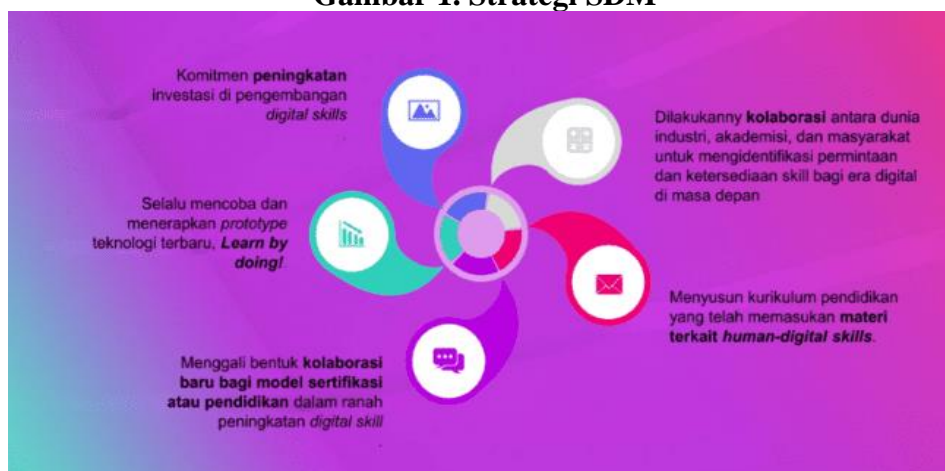 Gambar 1. Strategi SDM
Komitmen peningkatan
investasi di pengembangan
digital skills
Dilakukanny kolaborasi antara dunia
industri, akademisi, dan masyarakat
untuk mengidentifikasi permintaan
dan ketersediaan skill bagi era digital
di masa depan
Selalu mencoba dan
menerapkan prototype
teknologi terbaru, Learn by
doing!.
Menyusun kurikulum pendidikan
yang telah memasukan materi
terkait human-digital skills.
Menggali bentuk kolaborasi
baru bagi model sertifikasi
atau pendidikan dalam ranah
peningkatan digital skill